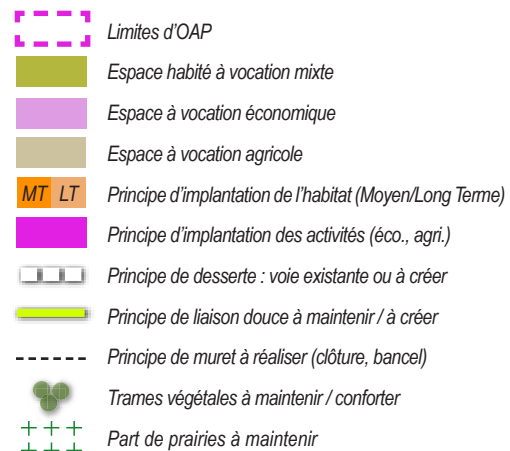 Limites d'OAP
Espace habité à vocation mixte
Espace à vocation économique
Espace à vocation agricole
MT LT Principe d'implantation de l'habitat (Moyen/Long Terme)
Principe d'implantation des activités (éco., agri.)
Principe de desserte : voie existante ou à créer
Principe de liaison douce à maintenir / à créer
Principe de muret à réaliser (clôture, bancel)
Trames végétales à maintenir / conforter
Part de prairies à maintenir